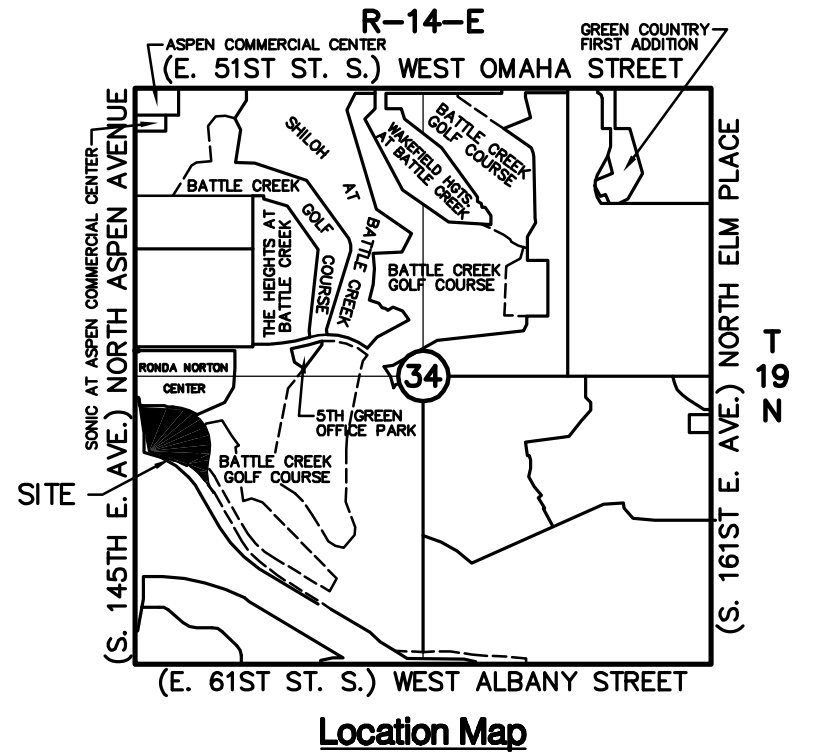 R-14-E
ASPEN COMMERCIAL CENTER
GREEN COUNTRY
FIRST ADDITION
(E. 51ST ST. S.) WEST OMAHA STREET
SONIC AT ASPEN COMMERCIAL CENTER
(S. 145TH E. AVE.) NORTH ASPEN AVENUE
SHILOH AT BATTLE CREEK
BATTLE CREEK
GOLF COURSE
WAKEFIELD HGTS.
AT BATTLE CREEK
BATTLE CREEK GOLF COURSE
THE HEIGHTS AT
BATTLE CREEK
BATTLE CREEK
GOLF COURSE
RONDA NORTON
CENTER
34
5TH GREEN
OFFICE PARK
BATTLE CREEK
GOLF COURSE
SITE
(S. 161ST E. AVE.) NORTH ELM PLACE
T
19
N
(E. 61ST ST. S.) WEST ALBANY STREET
Location Map